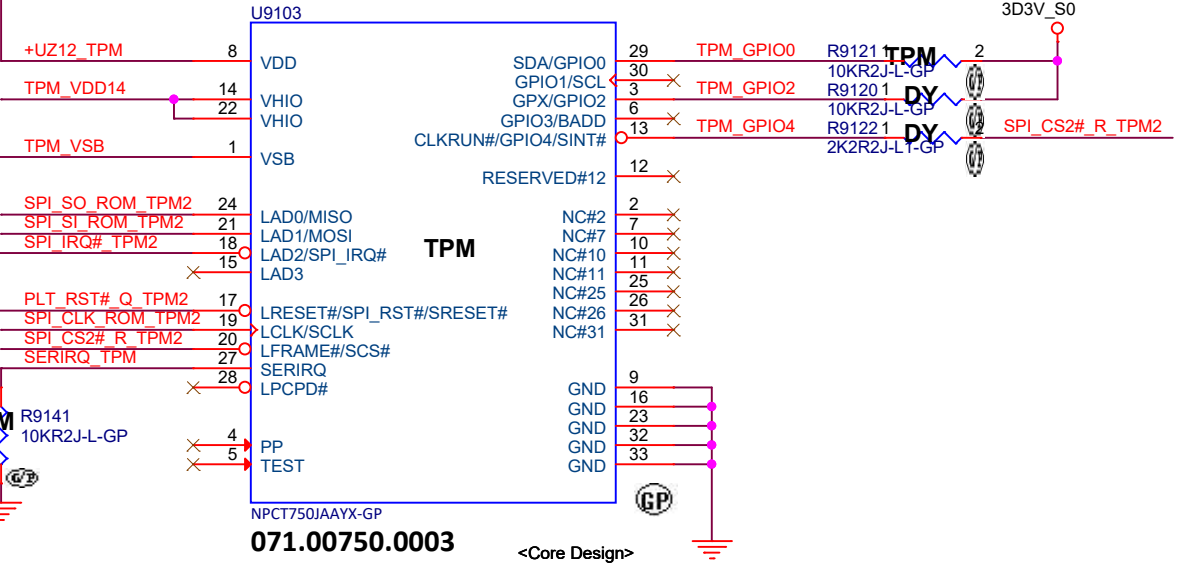 U9103
3D3V_S0
+UZ12_TPM 8 VDD
TPM_VDD14 14 VHIO
22 VHIO
TPM_VSB 1 VSB
SPI_SO_ROM_TPM2 24 LAD0/MISO
SPI_SI_ROM_TPM2 21 LAD1/MOSI
SPI_IRQ#_TPM2 18 LAD2/SPI_IRQ#
15 LAD3
PLT_RST#_Q_TPM2 17 LRESET#/SPI_RST#/SRESET#
SPI_CLK_ROM_TPM2 19 LCLK/SCLK
SPI_CS2#_R_TPM2 20 LFRAME#/SCS#
SERIRQ_TPM 27 SERIRQ
28 LPCPD#
4 PP
5 TEST
M R9141
10KR2J-L-GP
G/P
TPM
SDA/GPIO0 29 TPM_GPIO0 R9121 1 TPM 2
10KR2J-L-GP
GPIO1/SCL 30
GPX/GPIO2 3 TPM_GPIO2 R9120 1 DY 2
10KR2J-L-GP
GPIO3/BADD 6
CLKRUN#/GPIO4/SINT# 13 TPM_GPIO4 R9122 1 DY 2 SPI_CS2#_R_TPM2
2K2R2J-L1-GP
RESERVED#12 12
NC#2 2
NC#7 7
NC#10 10
NC#11 11
NC#25 25
NC#26 26
NC#31 31
GND 9
GND 16
GND 23
GND 32
GND 33
GP
NPCT750JAAYX-GP
071.00750.0003
<Core Design>